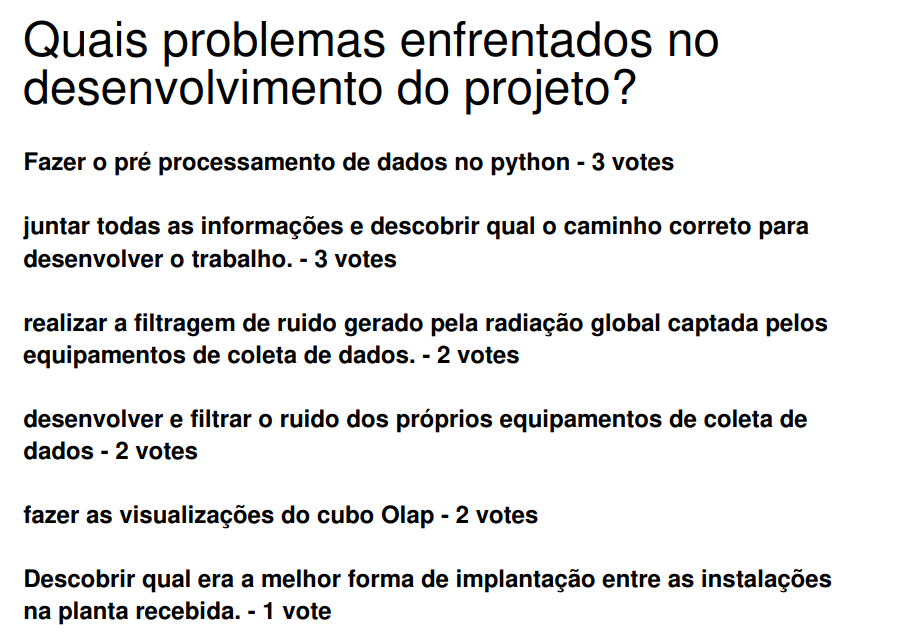 Quais problemas enfrentados no
desenvolvimento do projeto?
Fazer o pré processamento de dados no python - 3 votes
juntar todas as informações e descobrir qual o caminho correto para
desenvolver o trabalho. - 3 votes
realizar a filtragem de ruido gerado pela radiação global captada pelos
equipamentos de coleta de dados. - 2 votes
desenvolver e filtrar o ruido dos próprios equipamentos de coleta de
dados - 2 votes
fazer as visualizações do cubo Olap - 2 votes
Descobrir qual era a melhor forma de implantação entre as instalações
na planta recebida. - 1 vote